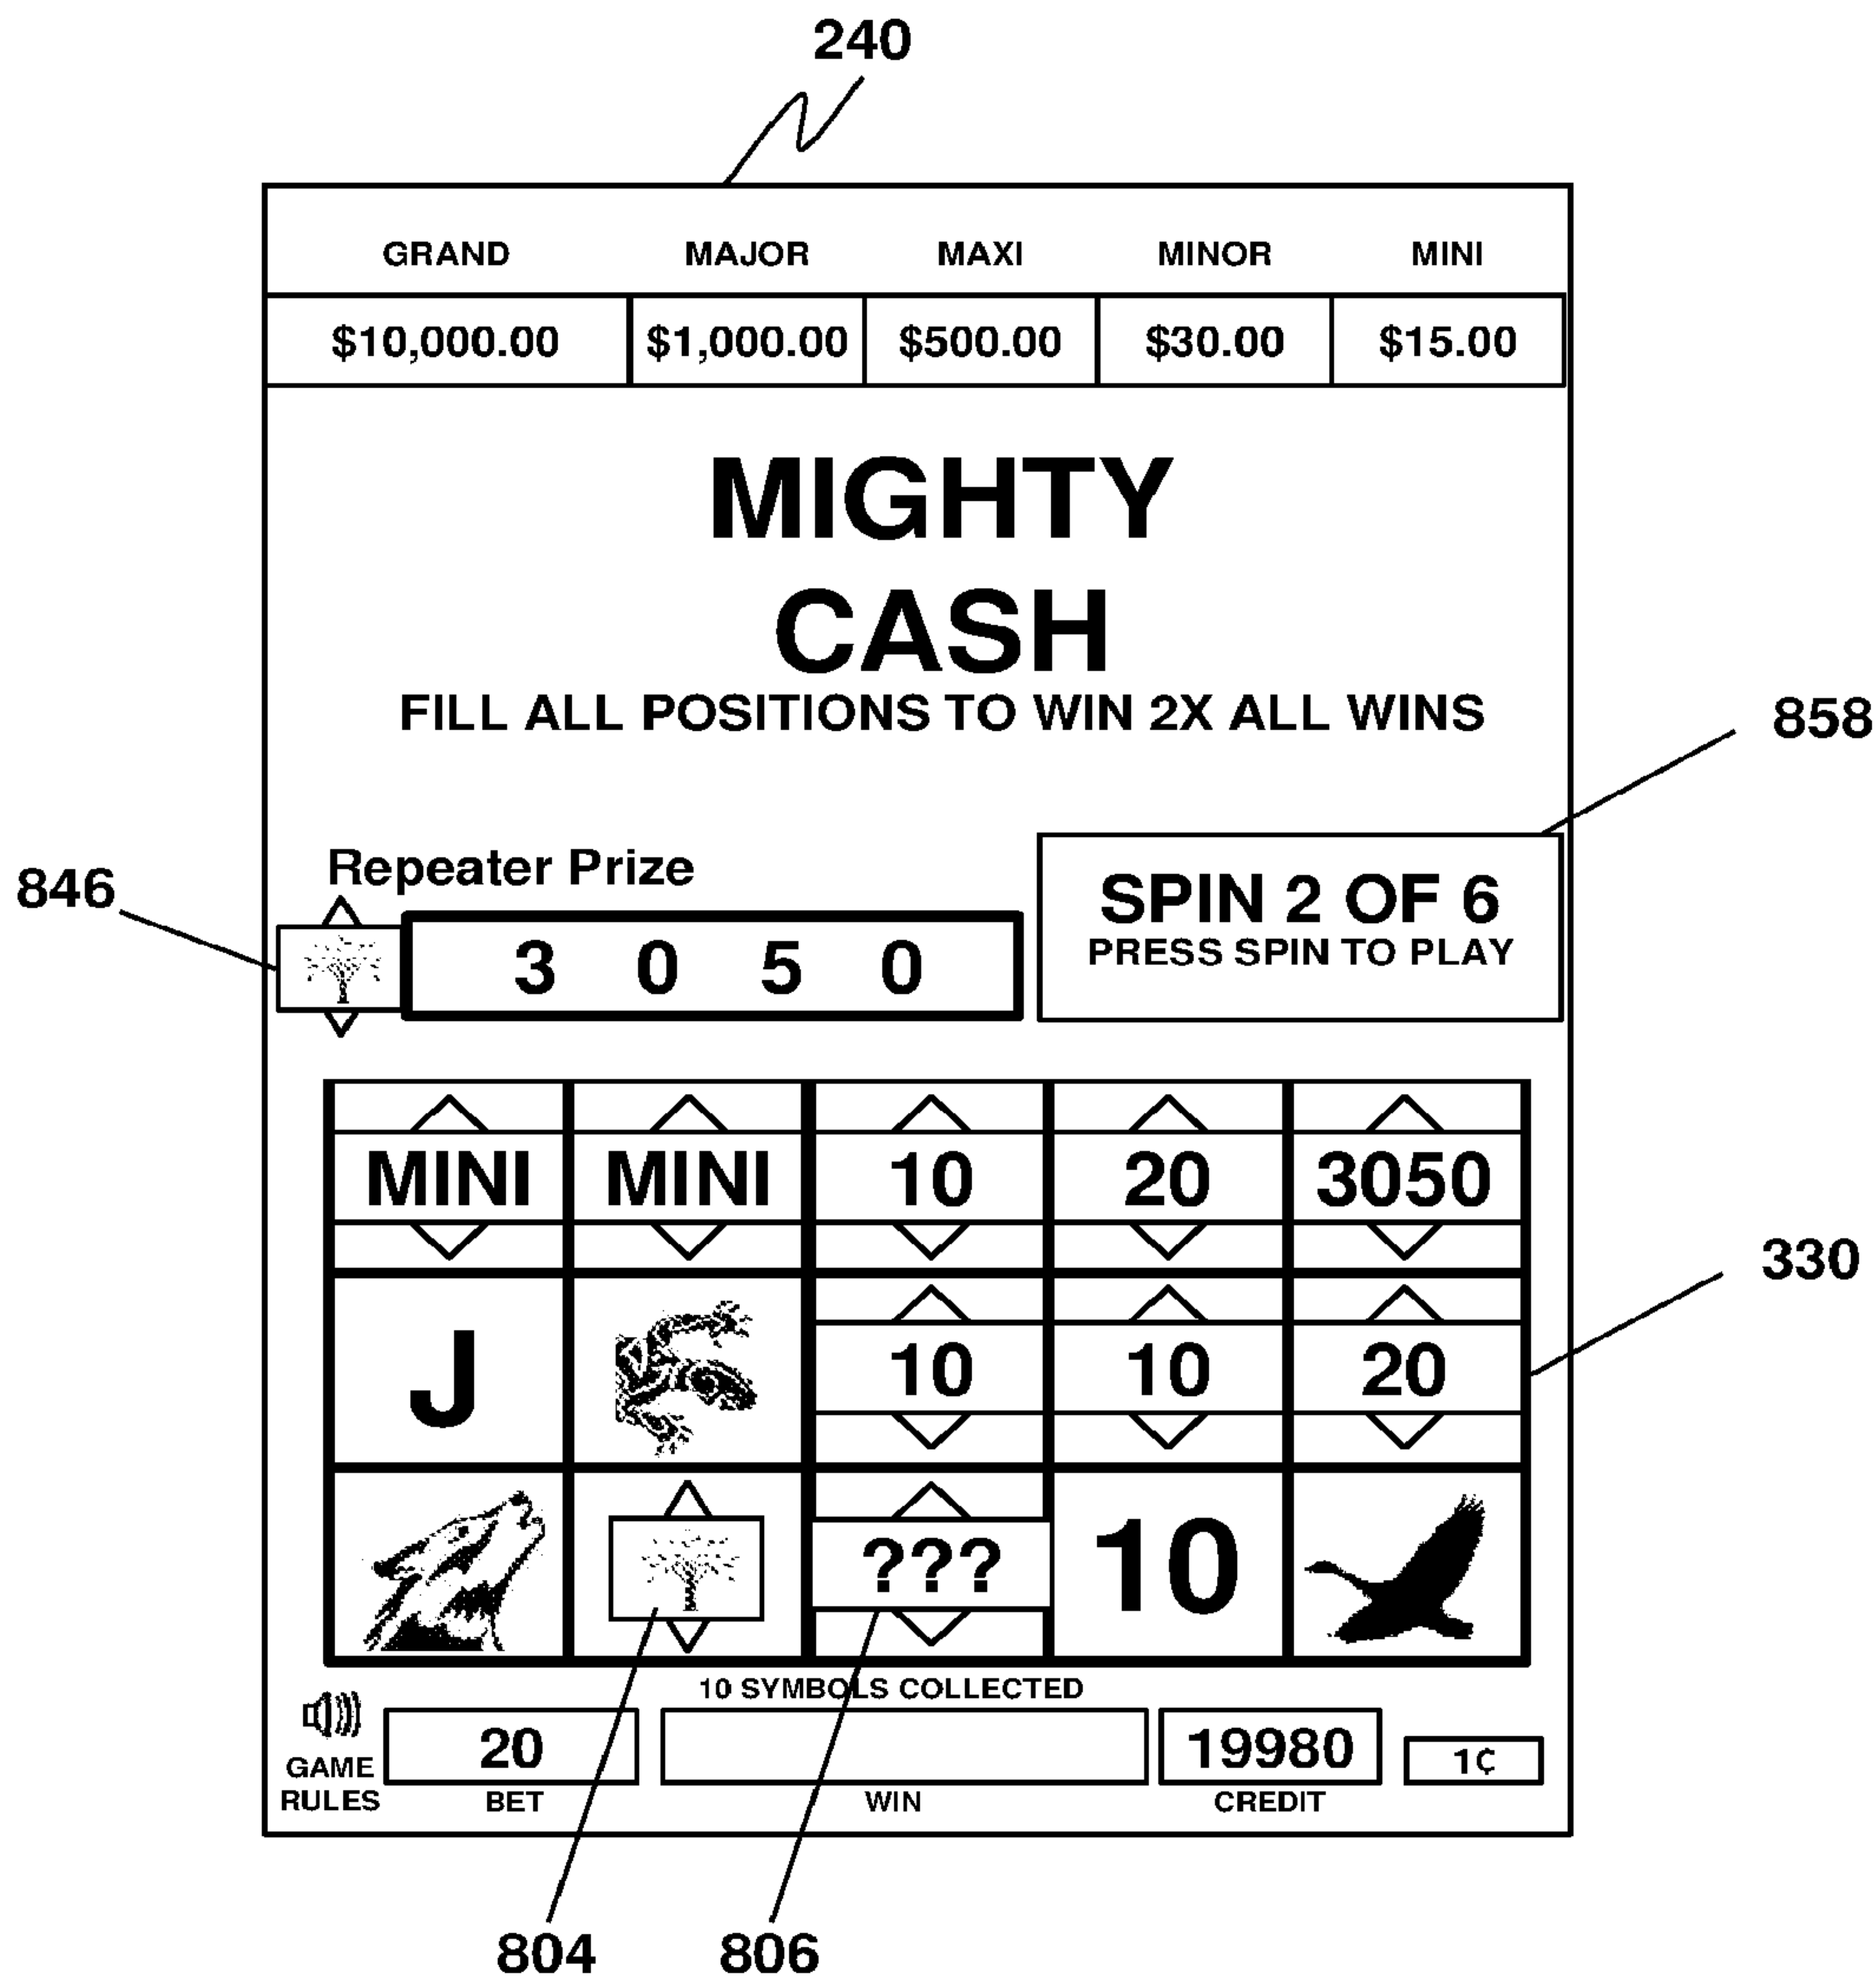 240
GRAND MAJOR MAXI MINOR MINI
$10,000.00 $1,000.00 $500.00 $30.00 $15.00
MIGHTY
CASH
FILL ALL POSITIONS TO WIN 2X ALL WINS
858
Repeater Prize
846
3 0 5 0
SPIN 2 OF 6
PRESS SPIN TO PLAY
MINI MINI 10 20 3050
330
J 10 10 20
??? 10
10 SYMBOLS COLLECTED
GAME
RULES
20
BET
WIN
19980
CREDIT
1¢
804 806